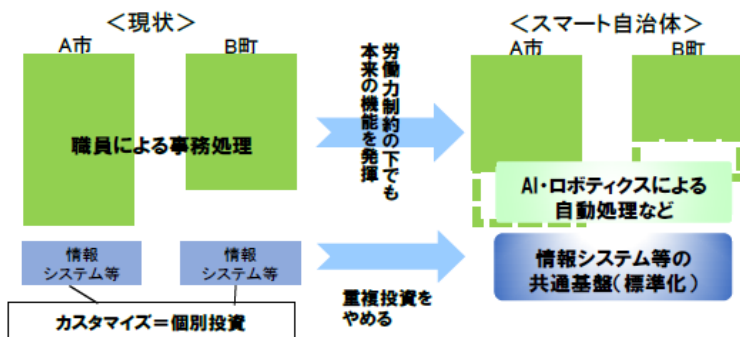 <現状>
A市
B町
職員による事務処理
情報
システム等
情報
システム等
カスタマイズ=個別投資
労働力制約の下でも
本来の機能を発揮
重複投資を
やめる
<スマート自治体>
A市
B町
AI・ロボティクスによる
自動処理など
情報システム等の
共通基盤(標準化)